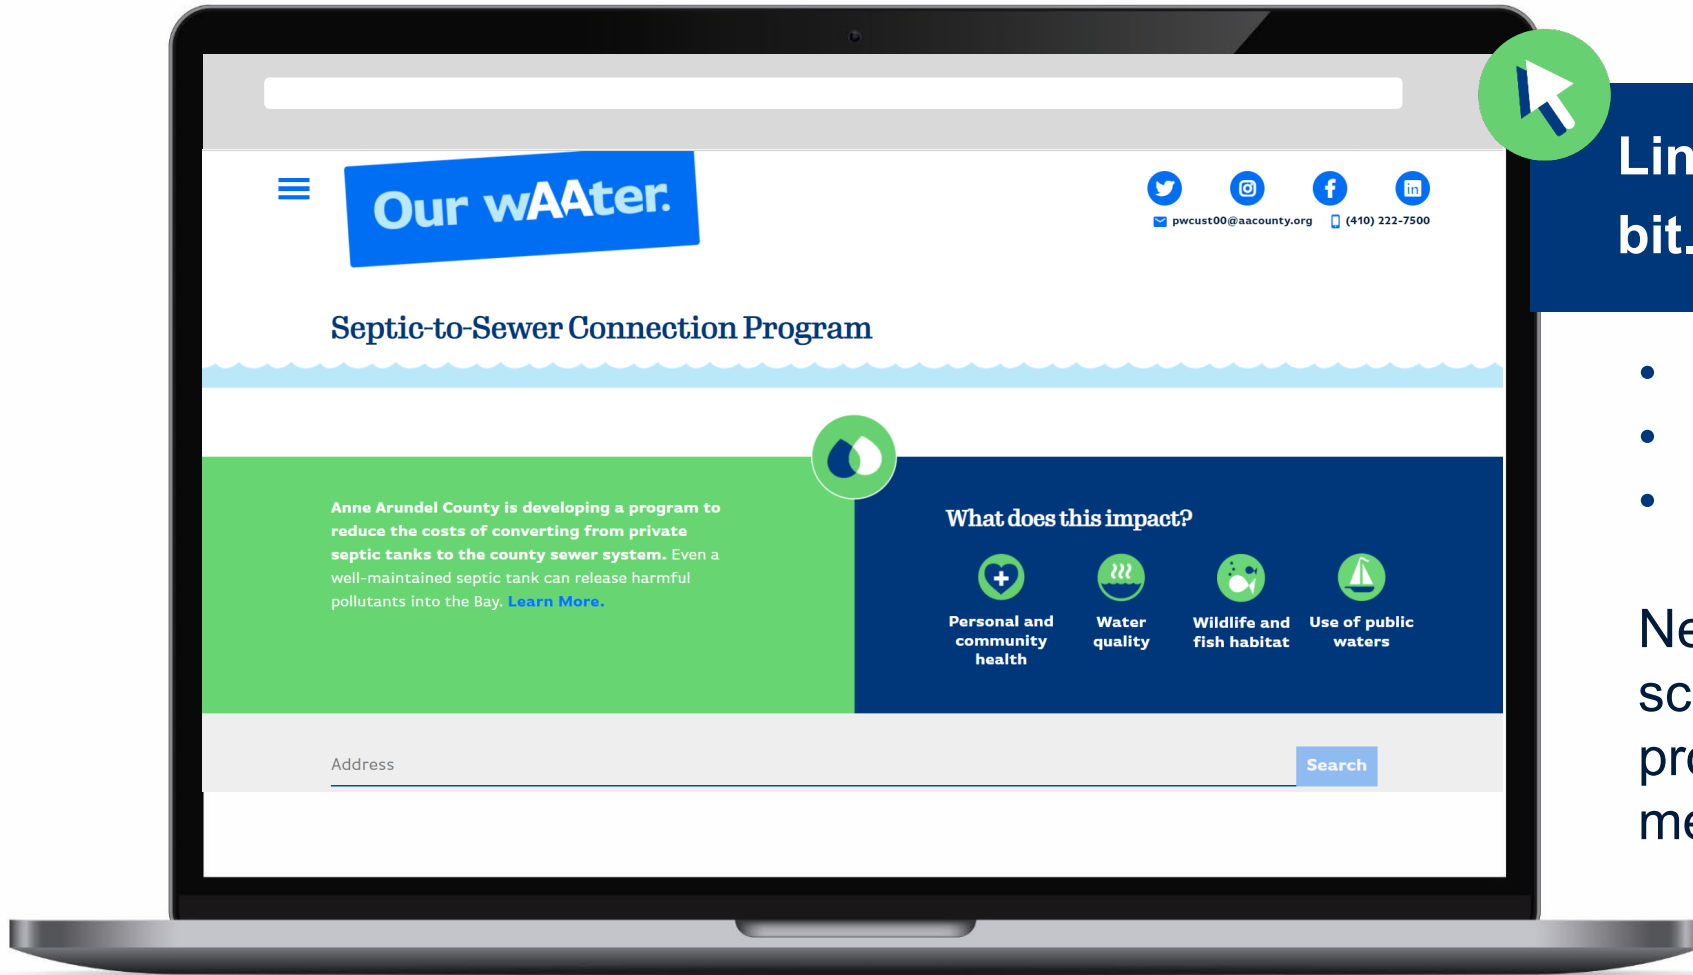 Our wAAter.
pwcust00@aacounty.org (410) 222-7500
Septic-to-Sewer Connection Program
Anne Arundel County is developing a program to
reduce the costs of converting from private
septic tanks to the county sewer system. Even a
well-maintained septic tank can release harmful
pollutants into the Bay. Learn More.
What does this impact?
Personal and
community
health
Water
quality
Wildlife and
fish habitat
Use of public
waters
Address
Search
bit.